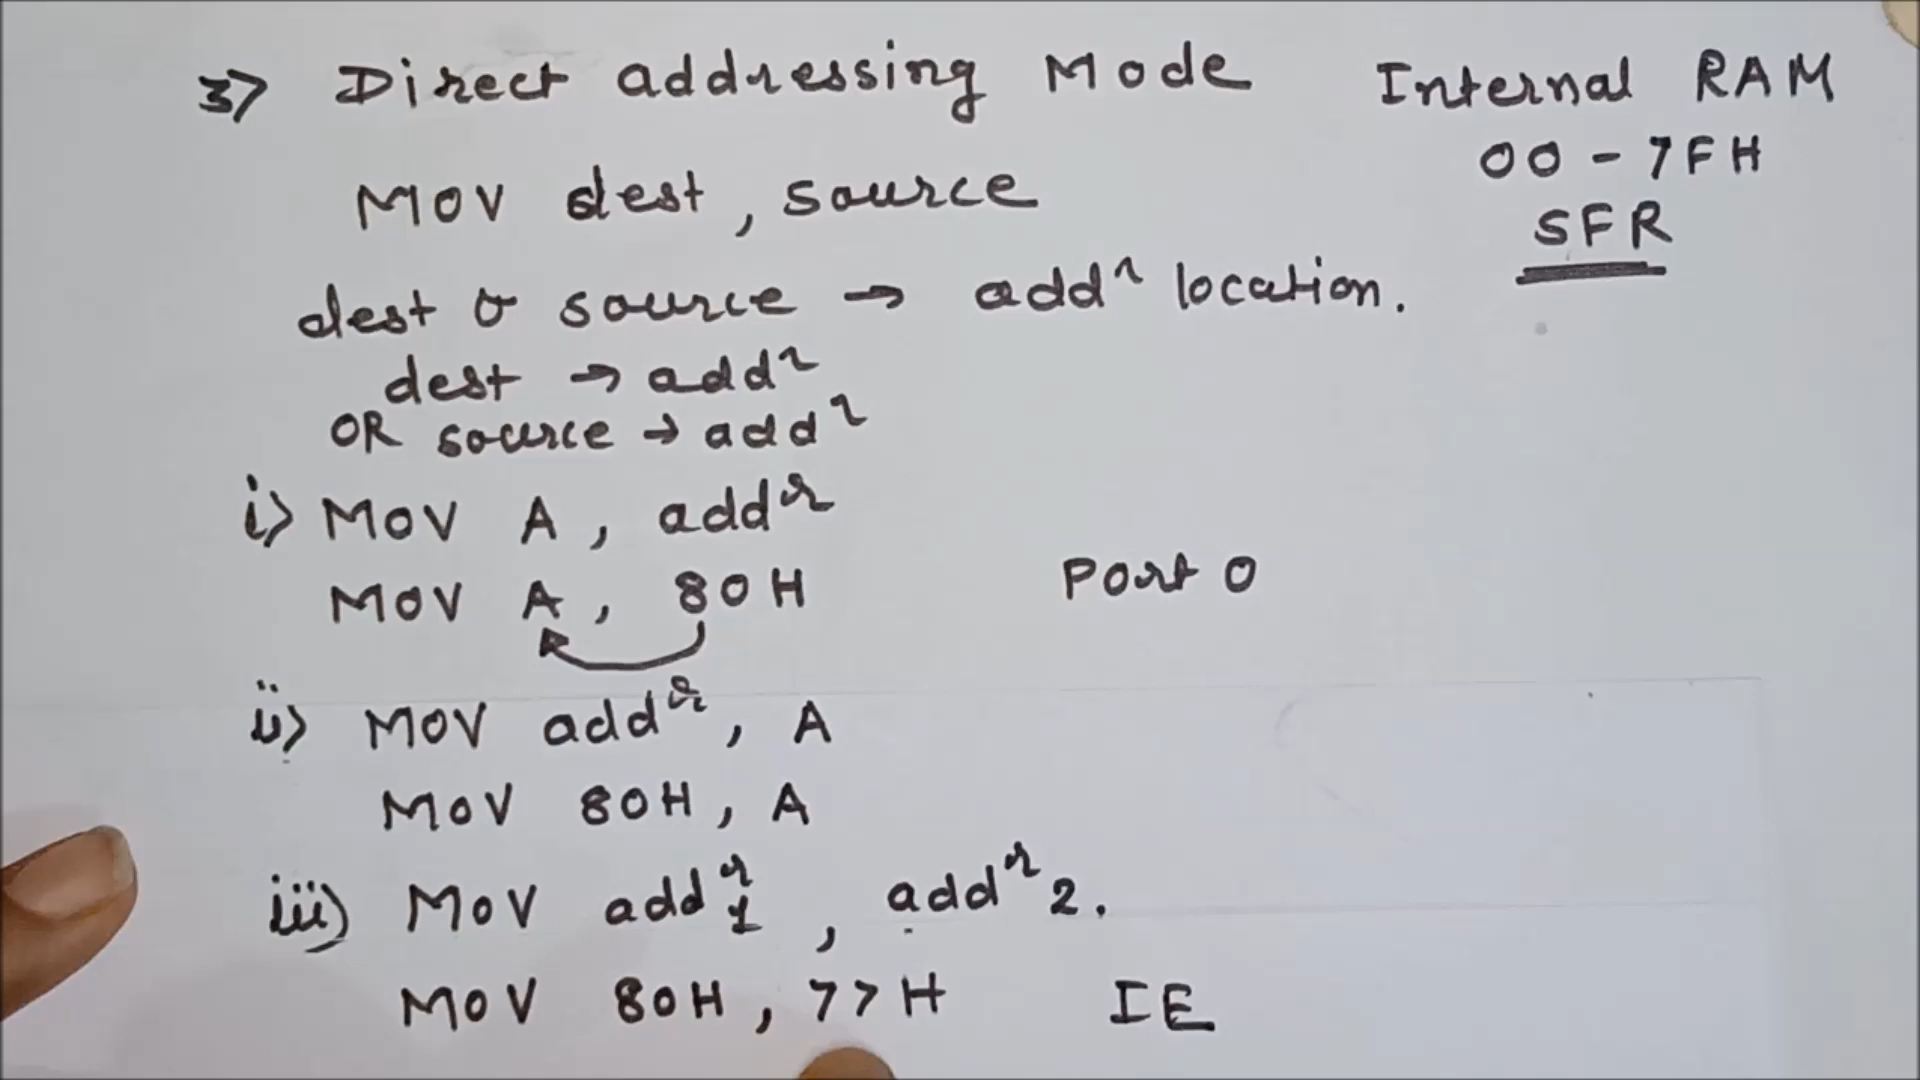 3> Direct addressing Mode
Internal RAM
00 - 7FH
SFR
MOV dest, source
dest & source → addʳ location.
dest → addʳ
OR source → addʳ
i> MOV A, addʳ
MOV A, 80H
Port 0
ii> MOV addʳ, A
MOV 80H, A
iii) MOV addʳ1, addʳ2.
MOV 80H, 77H
IE